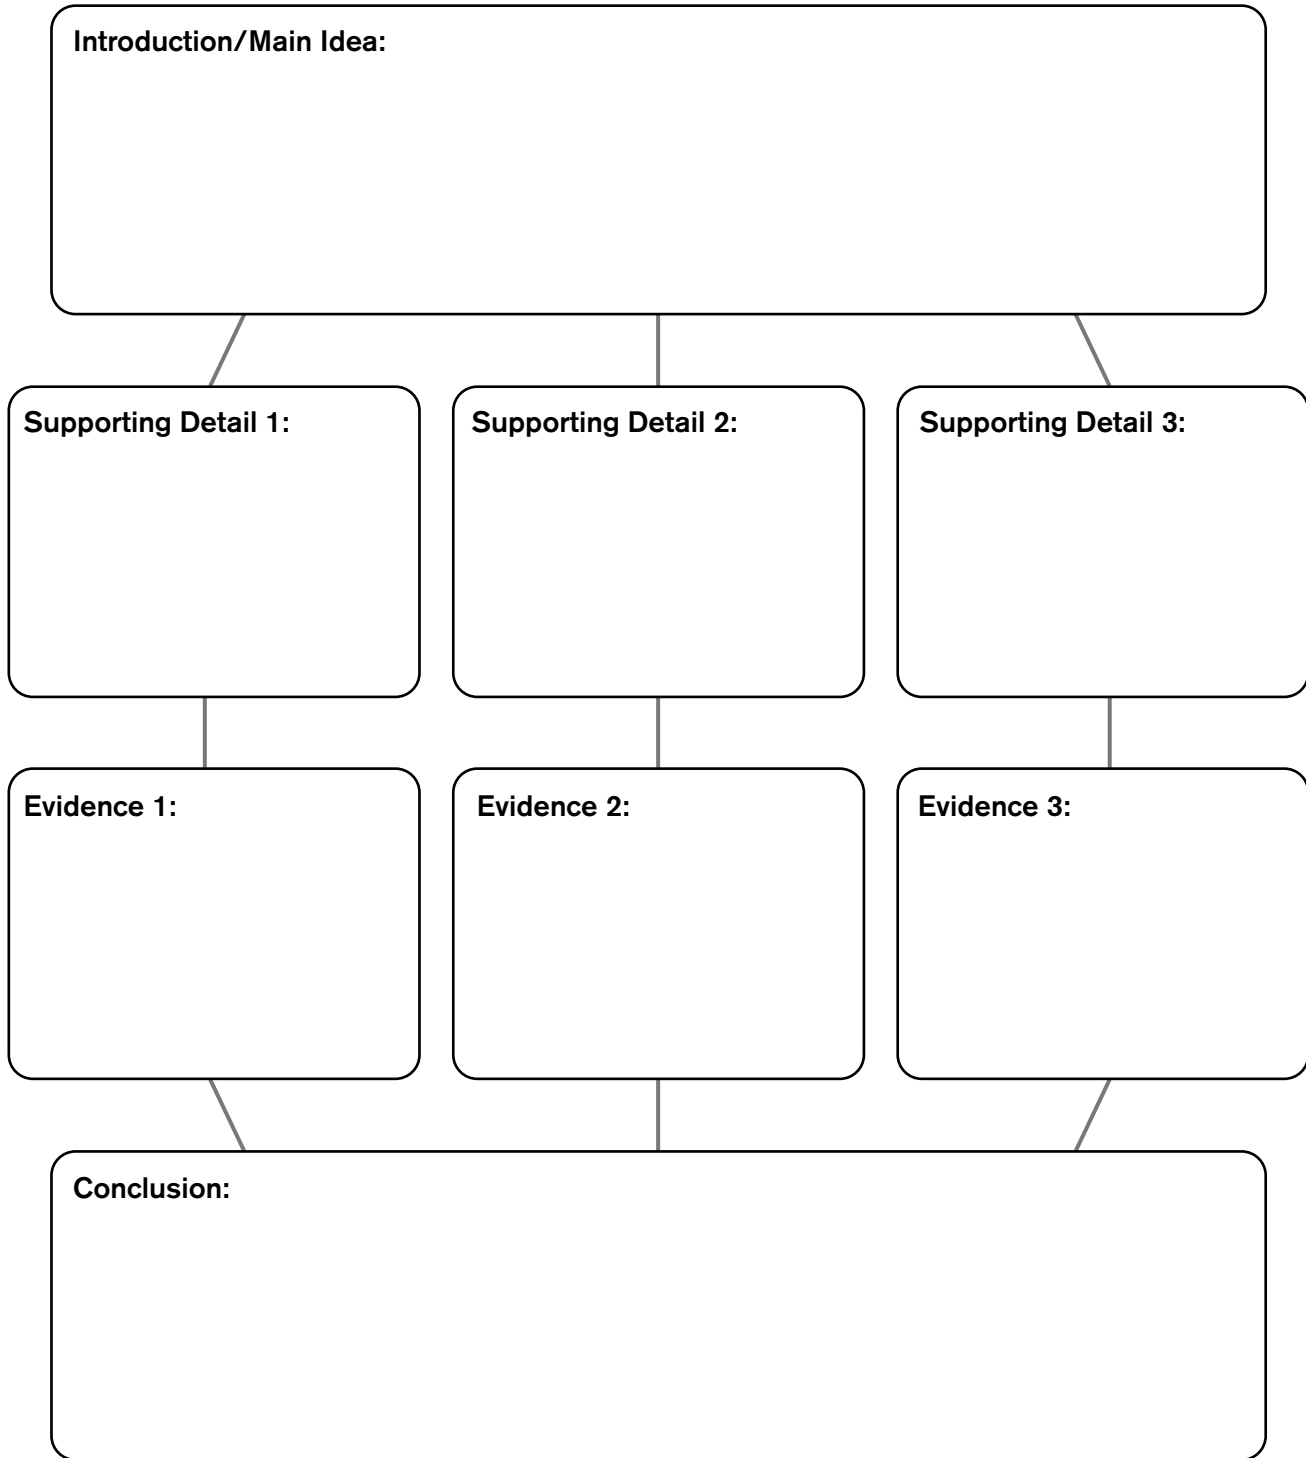 Introduction/Main Idea:
Supporting Detail 1:
Supporting Detail 2:
Supporting Detail 3:
Evidence 1:
Evidence 2:
Evidence 3:
Conclusion: